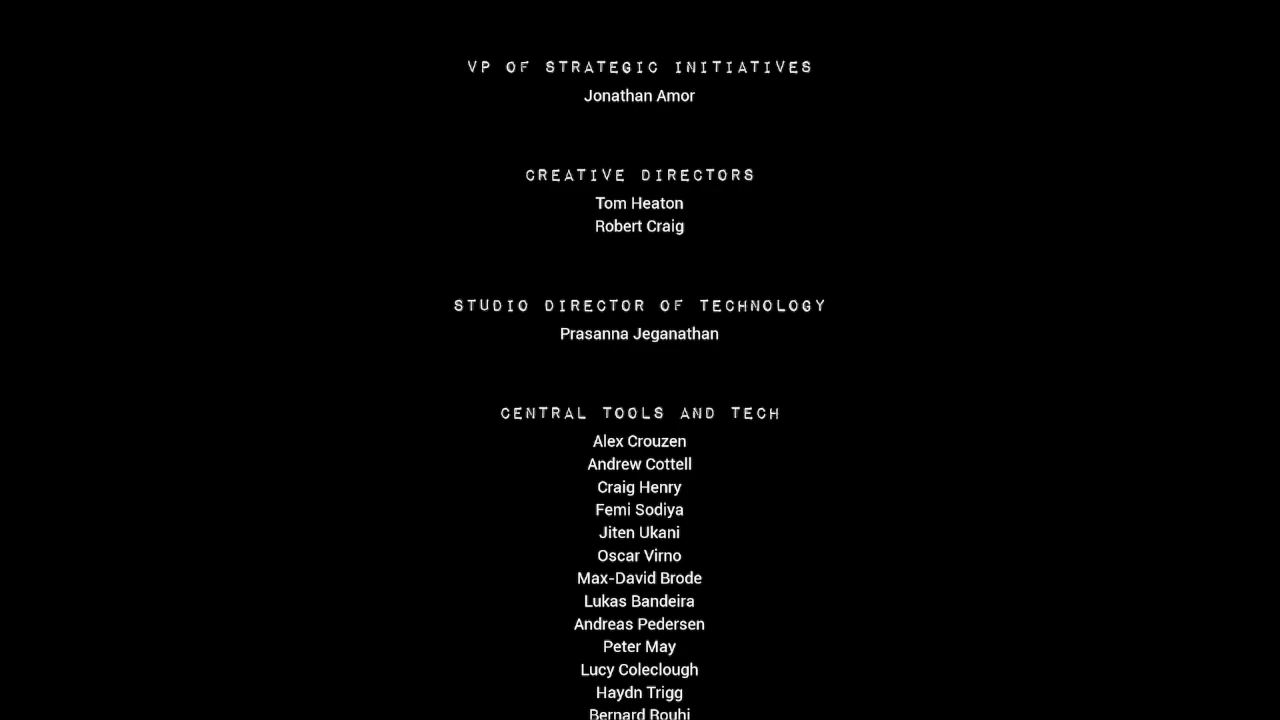 VP OF STRATEGIC INITIATIVES
Jonathan Amor
CREATIVE DIRECTORS
Tom Heaton
Robert Craig
STUDIO DIRECTOR OF TECHNOLOGY
Prasanna Jeganathan
CENTRAL TOOLS AND TECH
Alex Crouzen
Andrew Cottell
Craig Henry
Femi Sodiya
Jiten Ukani
Oscar Virno
Max-David Brode
Lukas Bandeira
Andreas Pedersen
Peter May
Lucy Coleclough
Haydn Trigg
Bernard Rouhi